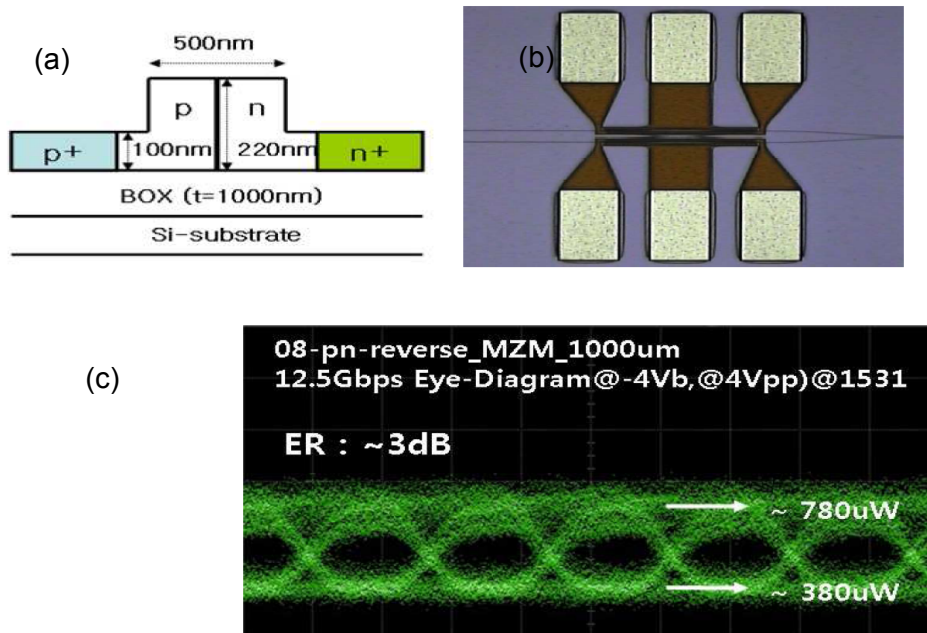 (a)
500nm
p n
100nm 220nm
p+ n+
BOX (t=1000nm)
Si-substrate
(b)
(c)
08-pn-reverse_MZM_1000um
12.5Gbps Eye-Diagram@-4Vb,@4Vpp)@1531
ER : ~3dB
~ 780uW
~ 380uW